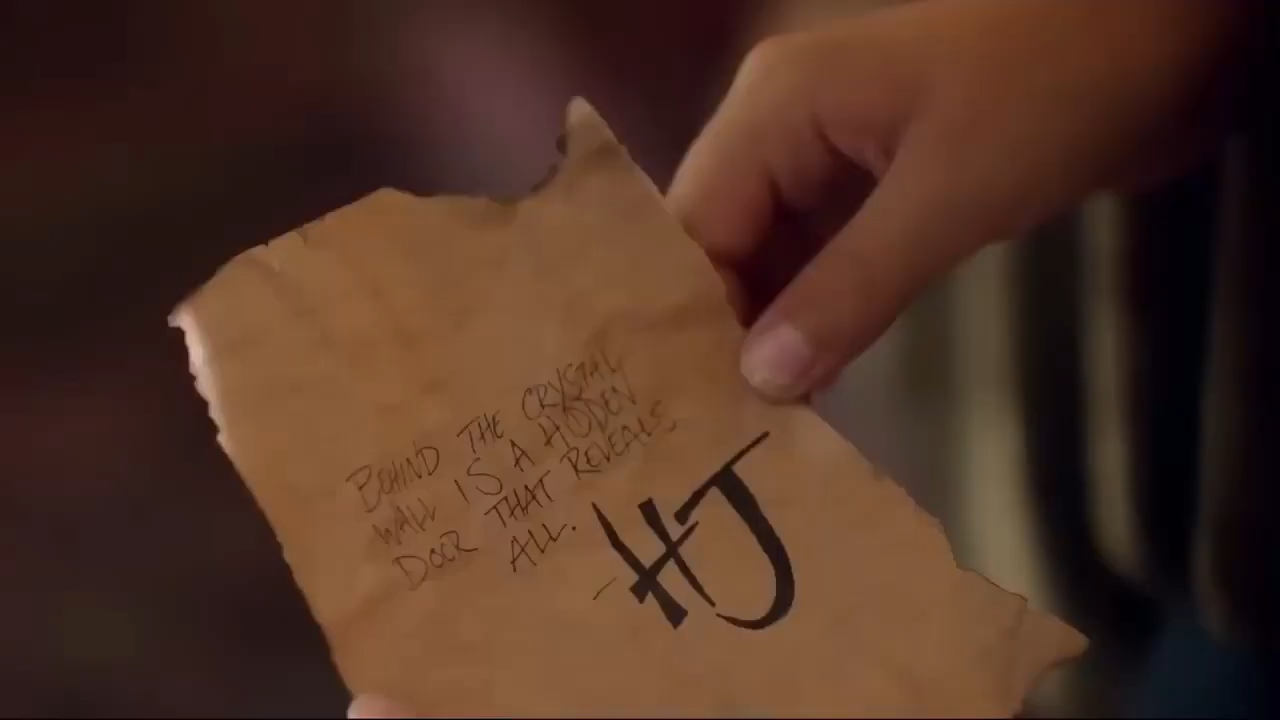 BEHIND THE CRYSTAL
WALL IS A HIDDEN
DOOR THAT REVEALS
ALL.
-HJ